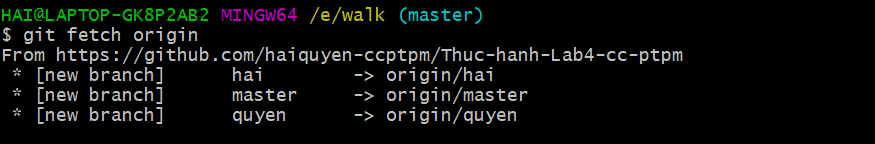 HAI@LAPTOP-GK8P2AB2 MINGW64 /e/walk (master)
$ git fetch origin
From https://github.com/haiquyen-ccptpm/Thuc-hanh-Lab4-cc-ptpm
 * [new branch]      hai        -> origin/hai
 * [new branch]      master     -> origin/master
 * [new branch]      quyen      -> origin/quyen